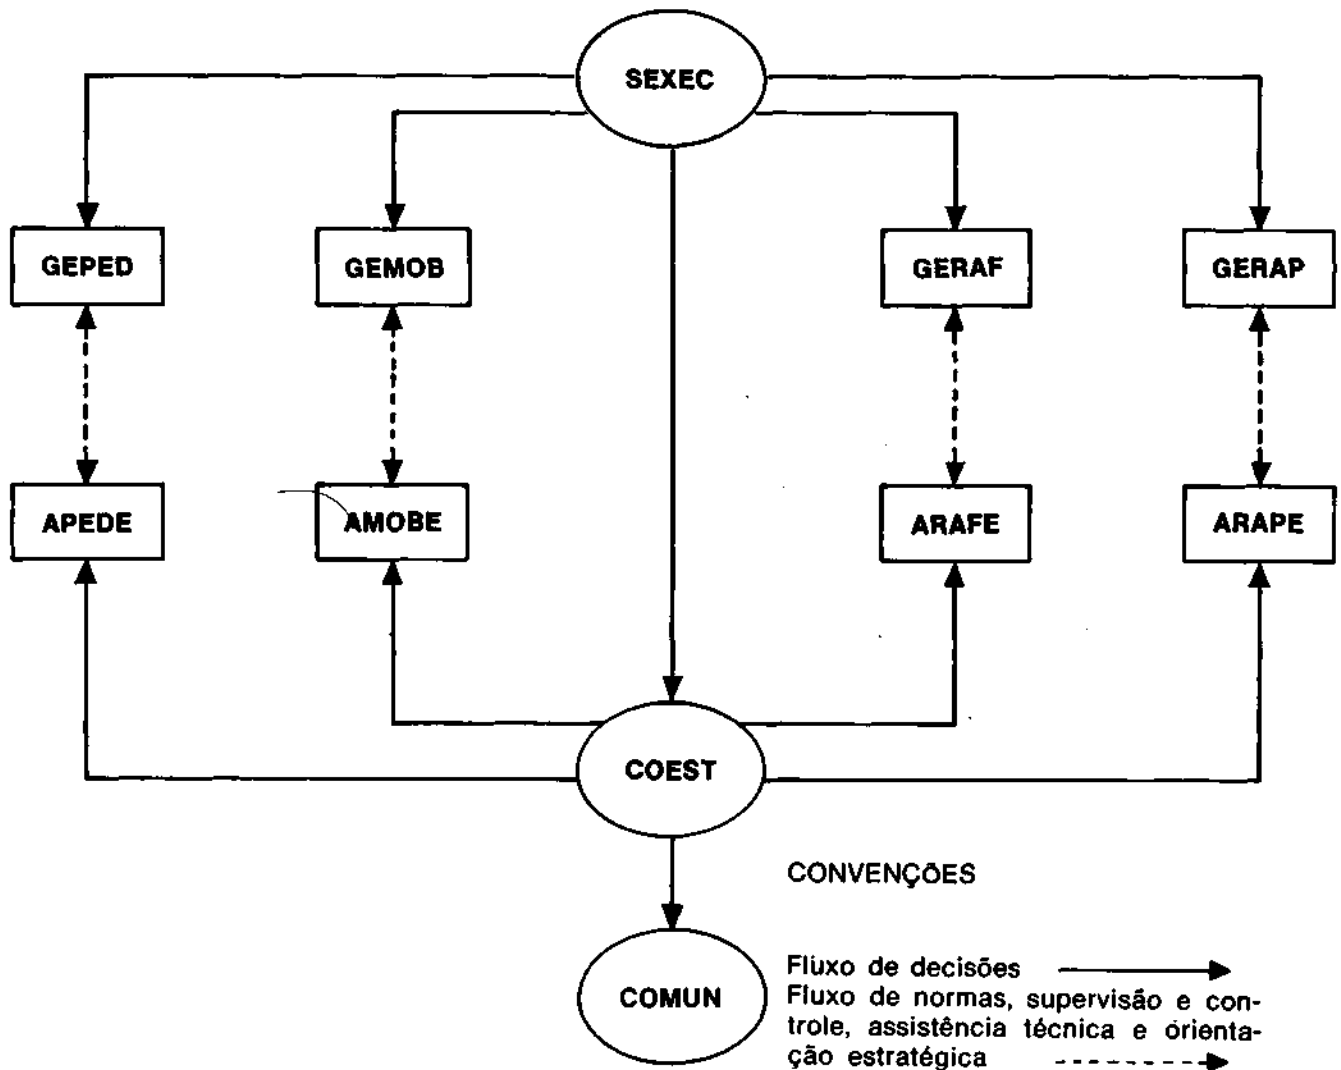 SEXEC
GEPED
GEMOB
GERAF
GERAP
APEDE
AMOBE
ARAFE
ARAPE
COEST
CONVENÇÕES
COMUN
Fluxo de decisões
Fluxo de normas, supervisão e con-
trole, assistência técnica e orienta-
ção estratégica